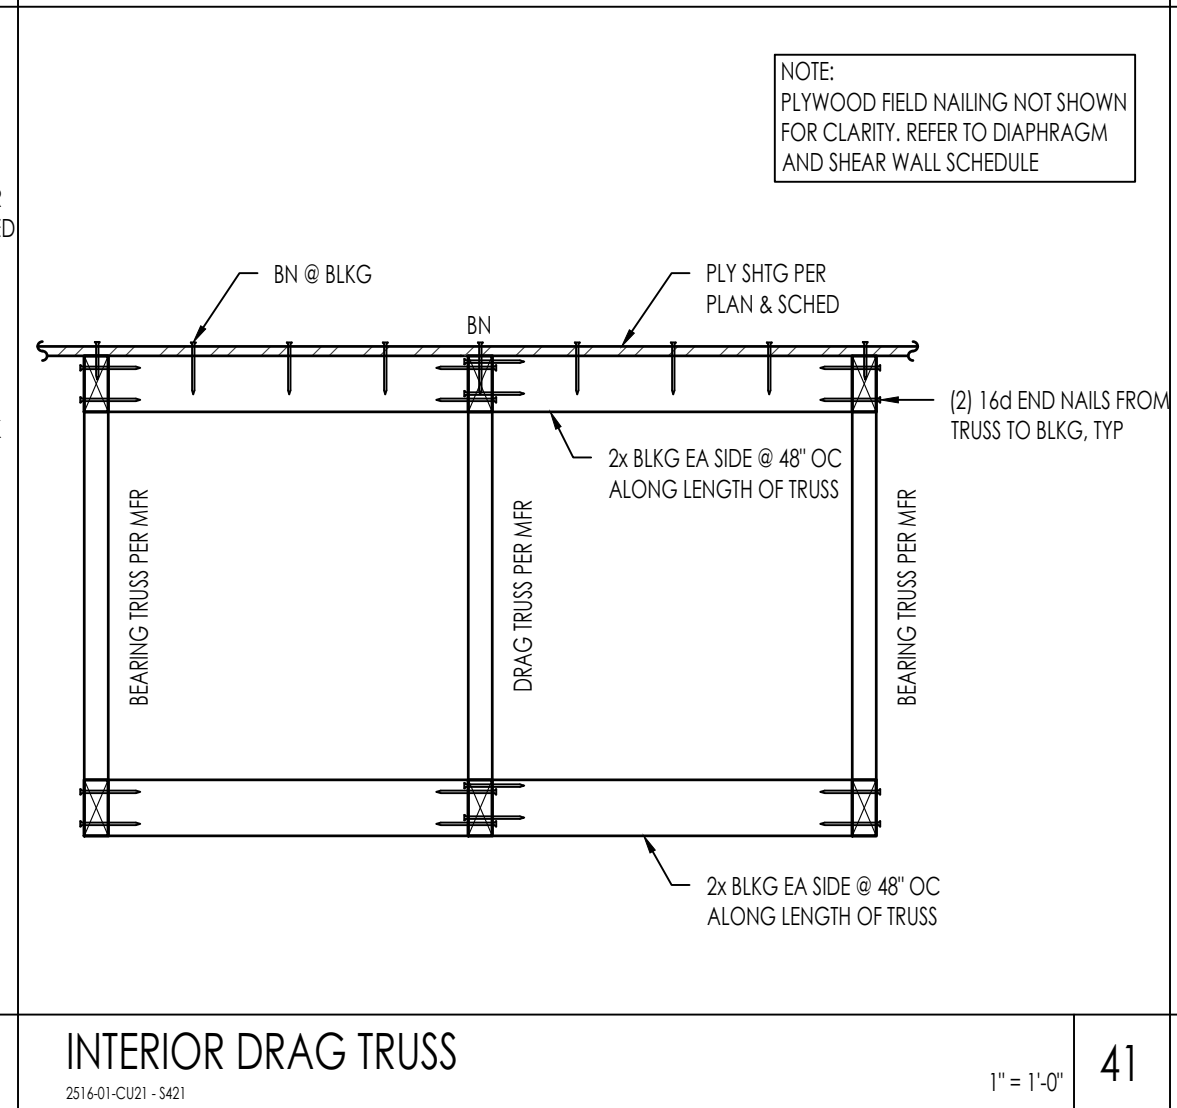 NOTE:
PLYWOOD FIELD NAILING NOT SHOWN
FOR CLARITY. REFER TO DIAPHRAGM
AND SHEAR WALL SCHEDULE
ED
BN @ BLKG
PLY SHTG PER
PLAN & SCHED
BN
(2) 16d END NAILS FROM
TRUSS TO BLKG, TYP
2x BLKG EA SIDE @ 48" OC
ALONG LENGTH OF TRUSS
BEARING TRUSS PER MFR
DRAG TRUSS PER MFR
BEARING TRUSS PER MFR
2x BLKG EA SIDE @ 48" OC
ALONG LENGTH OF TRUSS
INTERIOR DRAG TRUSS
2516-01-CU21 - S421
1" = 1'-0"
41